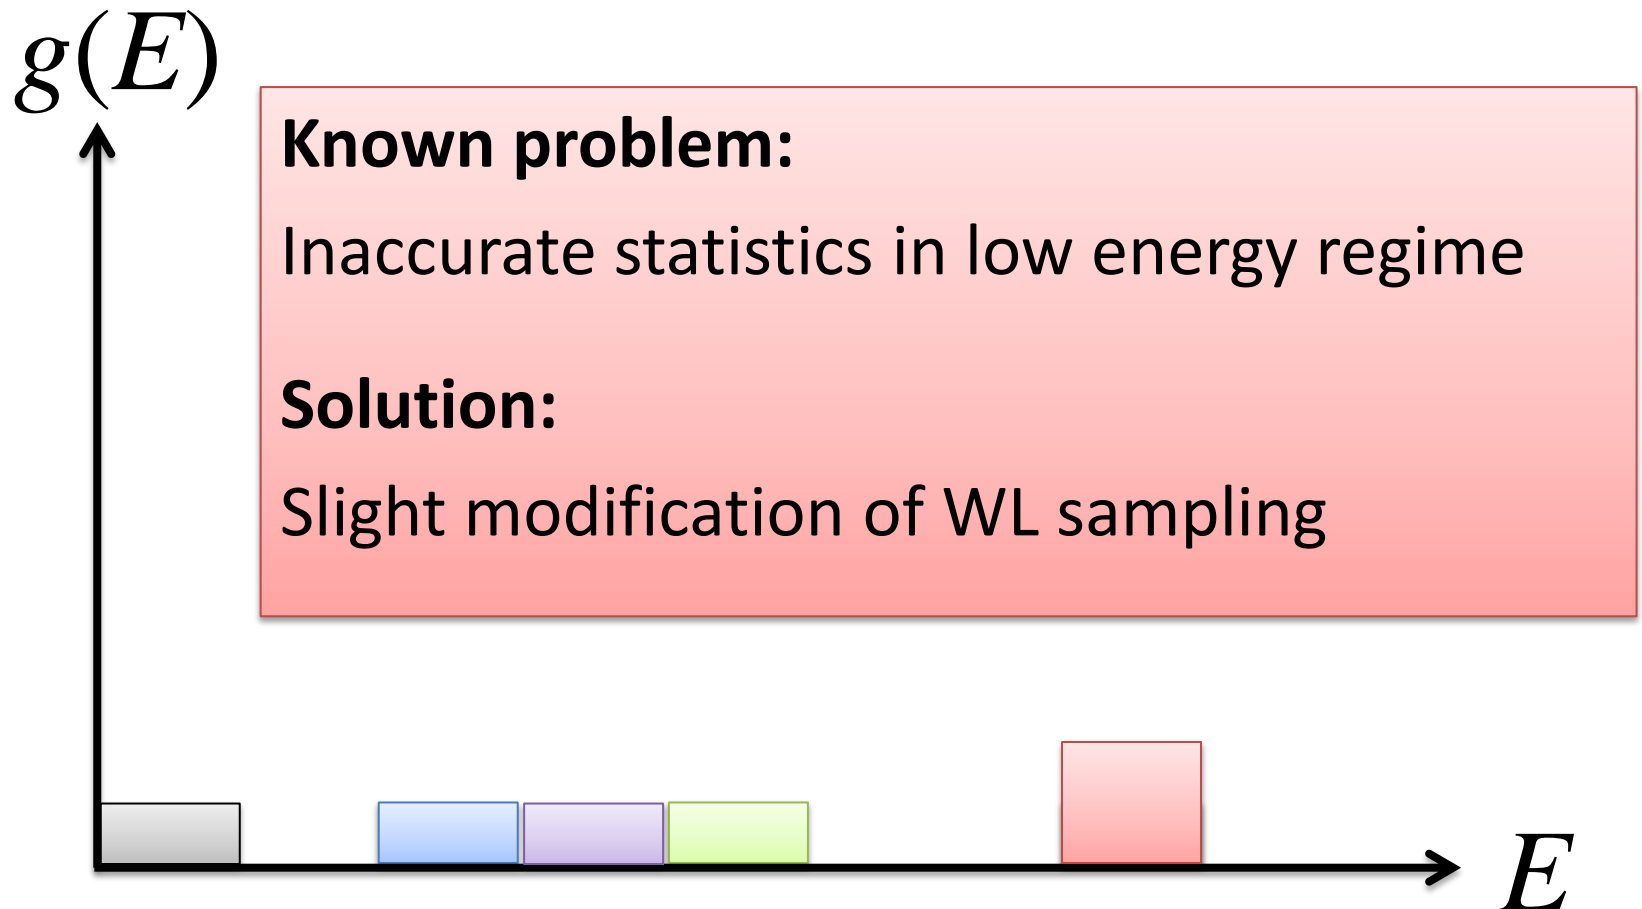 g(E)
Known problem:
Inaccurate statistics in low energy regime
Solution:
Slight modification of WL sampling
E